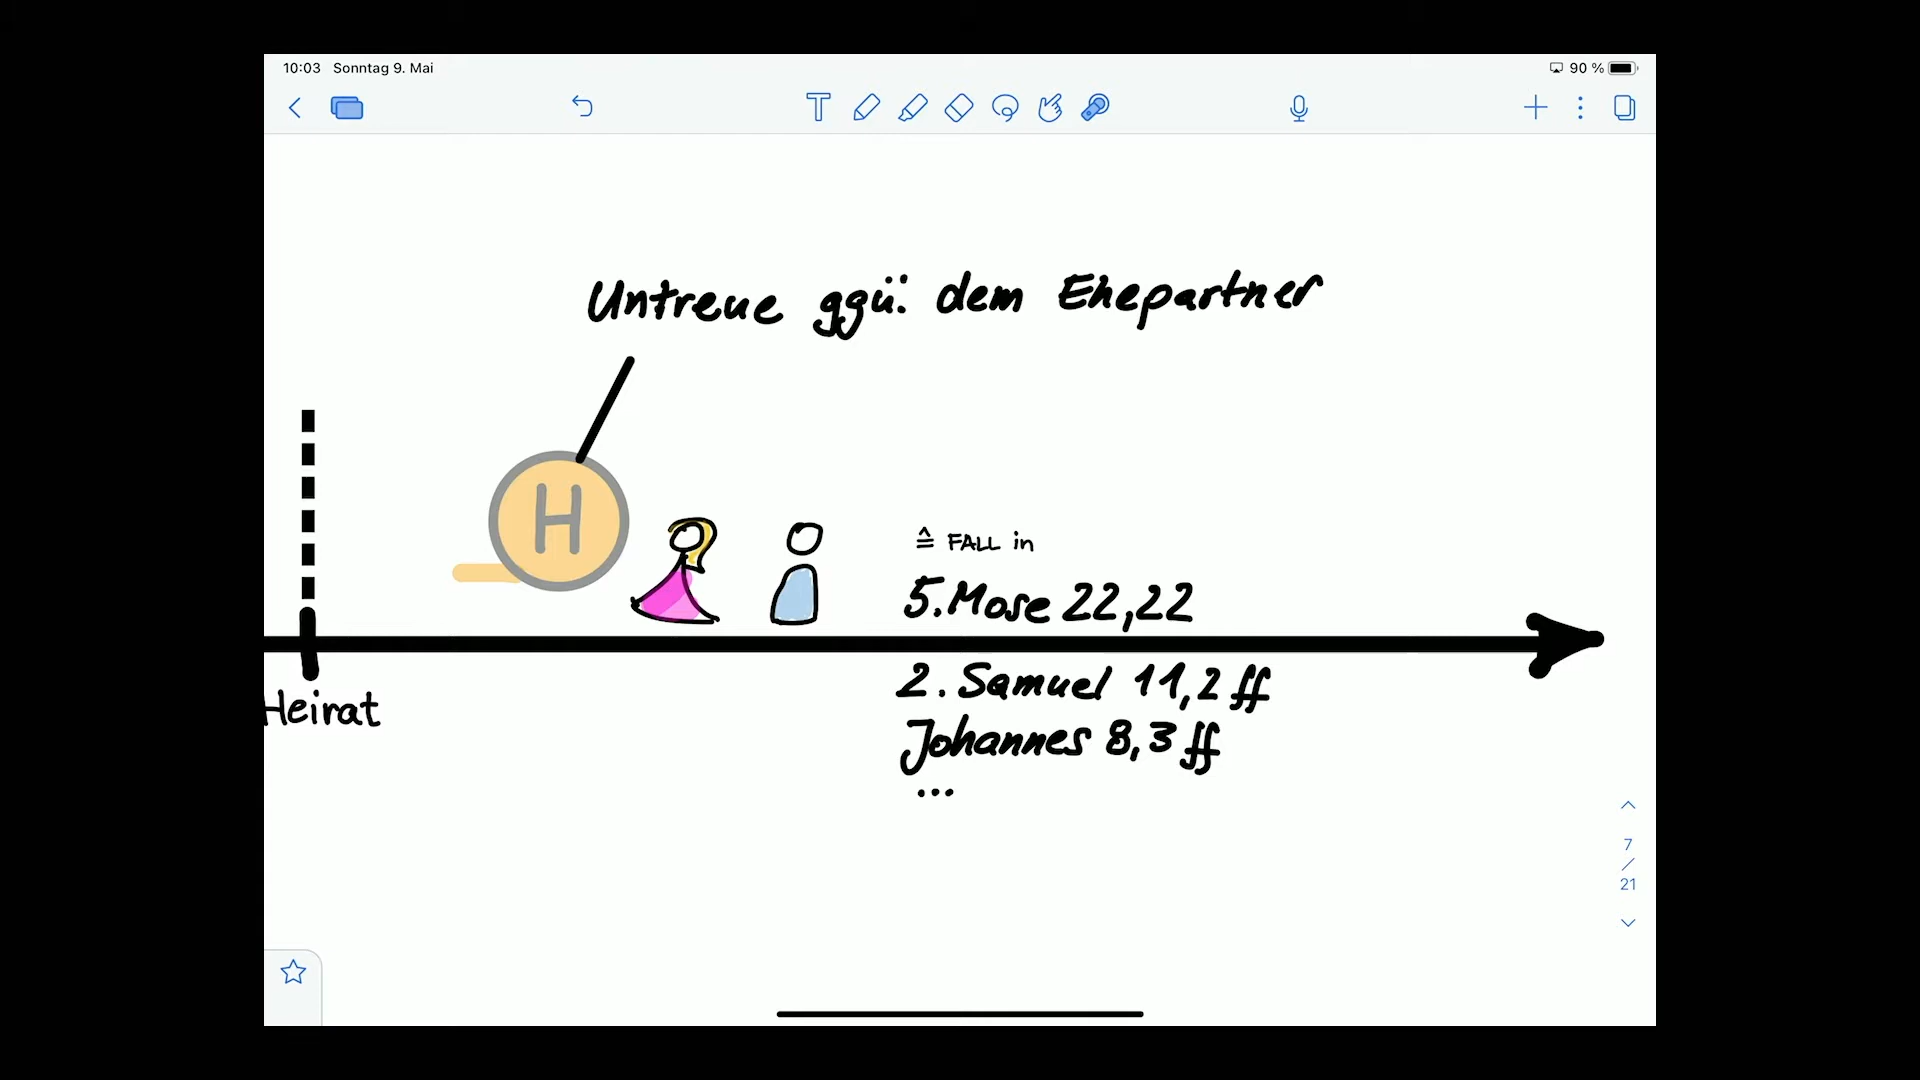 10:03 Sonntag 9. Mai
90 %
Untreue ggü. dem Ehepartner
H
≙ FALL in
5. Mose 22,22
2. Samuel 11,2 ff
Heirat
Johannes 8,3 ff
...
7
/
21